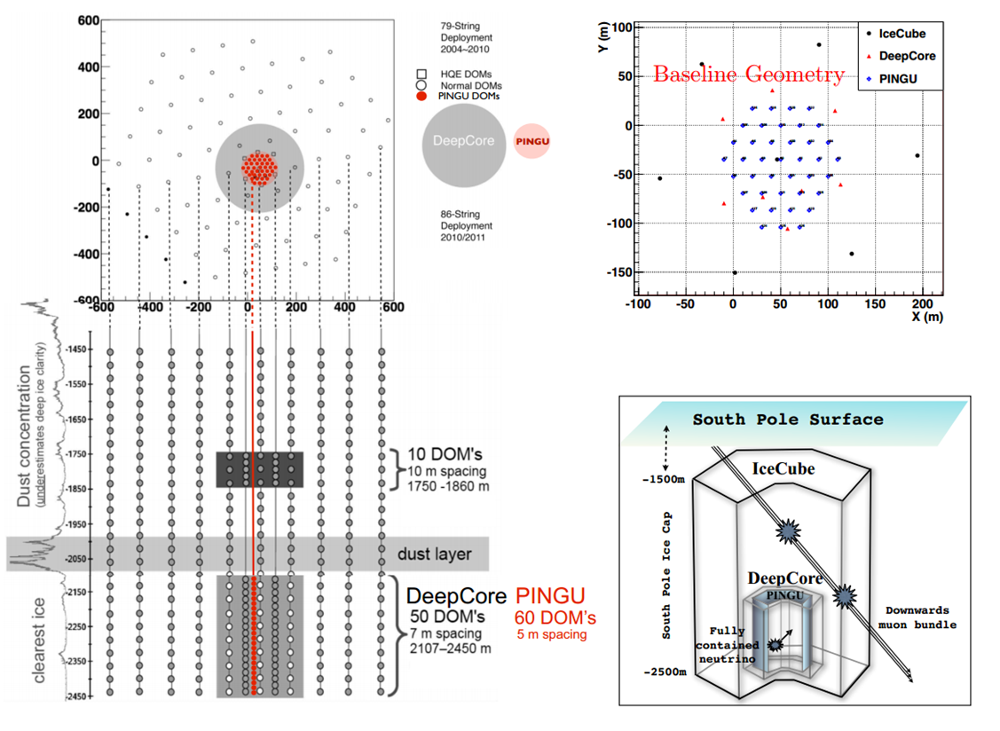 600
400
200
0
-200
-400
-600
-600 -400 -200 0 200 400 600
79-String
Deployment
2004~2010
HQE DOMs
Normal DOMs
PINGU DOMs
DeepCore
PINGU
86-String
Deployment
2010/2011
Dust concentration
(underestimates deep ice clarity)
clearest ice
-1450
-1550
-1650
-1750
-1850
-1950
-2050
-2150
-2250
-2350
-2450
10 DOM's
10 m spacing
1750 -1860 m
dust layer
DeepCore
50 DOM's
7 m spacing
2107–2450 m
PINGU
60 DOM's
5 m spacing
Y (m)
100
50
0
-50
-100
-150
-100 -50 0 50 100 150 200
X (m)
Baseline Geometry
IceCube
DeepCore
PINGU
South Pole Surface
-1500m
IceCube
South Pole Ice Cap
DeepCore
PINGU
Fully
contained
neutrino
Downwards
muon bundle
-2500m